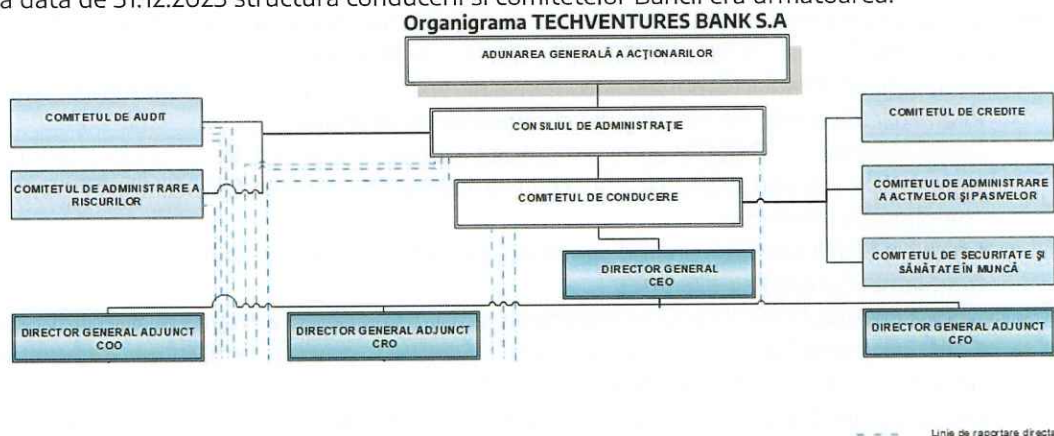 a data de 31.12.2023 structura conducerii și comitetelor Băncii era următoarea:
Organigrama TECHVENTURES BANK S.A
ADUNAREA GENERALĂ A ACȚIONARILOR
COMITETUL DE AUDIT
CONSILIUL DE ADMINISTRAȚIE
COMITETUL DE CREDITE
COMITETUL DE ADMINISTRARE A
RISCURILOR
COMITETUL DE CONDUCERE
COMITETUL DE ADMINISTRARE
A ACTIVELOR ȘI PASIVELOR
COMITETUL DE SECURITATE ȘI
SĂNĂTATE ÎN MUNCĂ
DIRECTOR GENERAL
CEO
DIRECTOR GENERAL ADJUNCT
COO
DIRECTOR GENERAL ADJUNCT
CRO
DIRECTOR GENERAL ADJUNCT
CFO
Linie de raportare directa